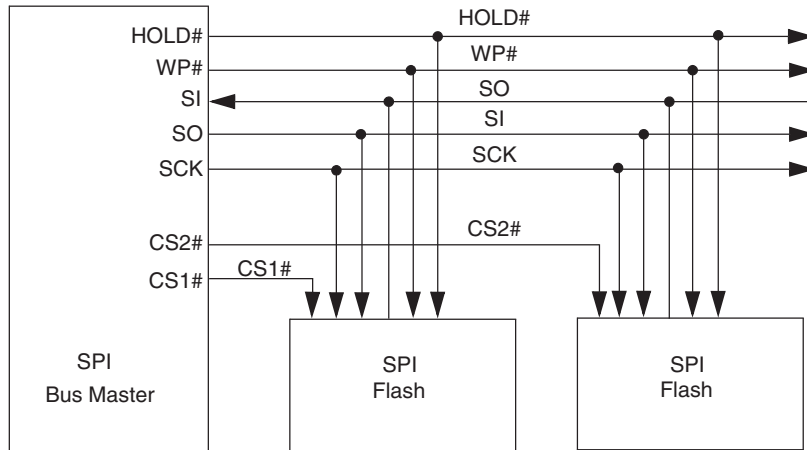 HOLD#
HOLD#
WP#
WP#
SI
SO
SO
SI
SCK
SCK
CS2#
CS2#
CS1#
CS1#
SPI
Bus Master
SPI
Flash
SPI
Flash